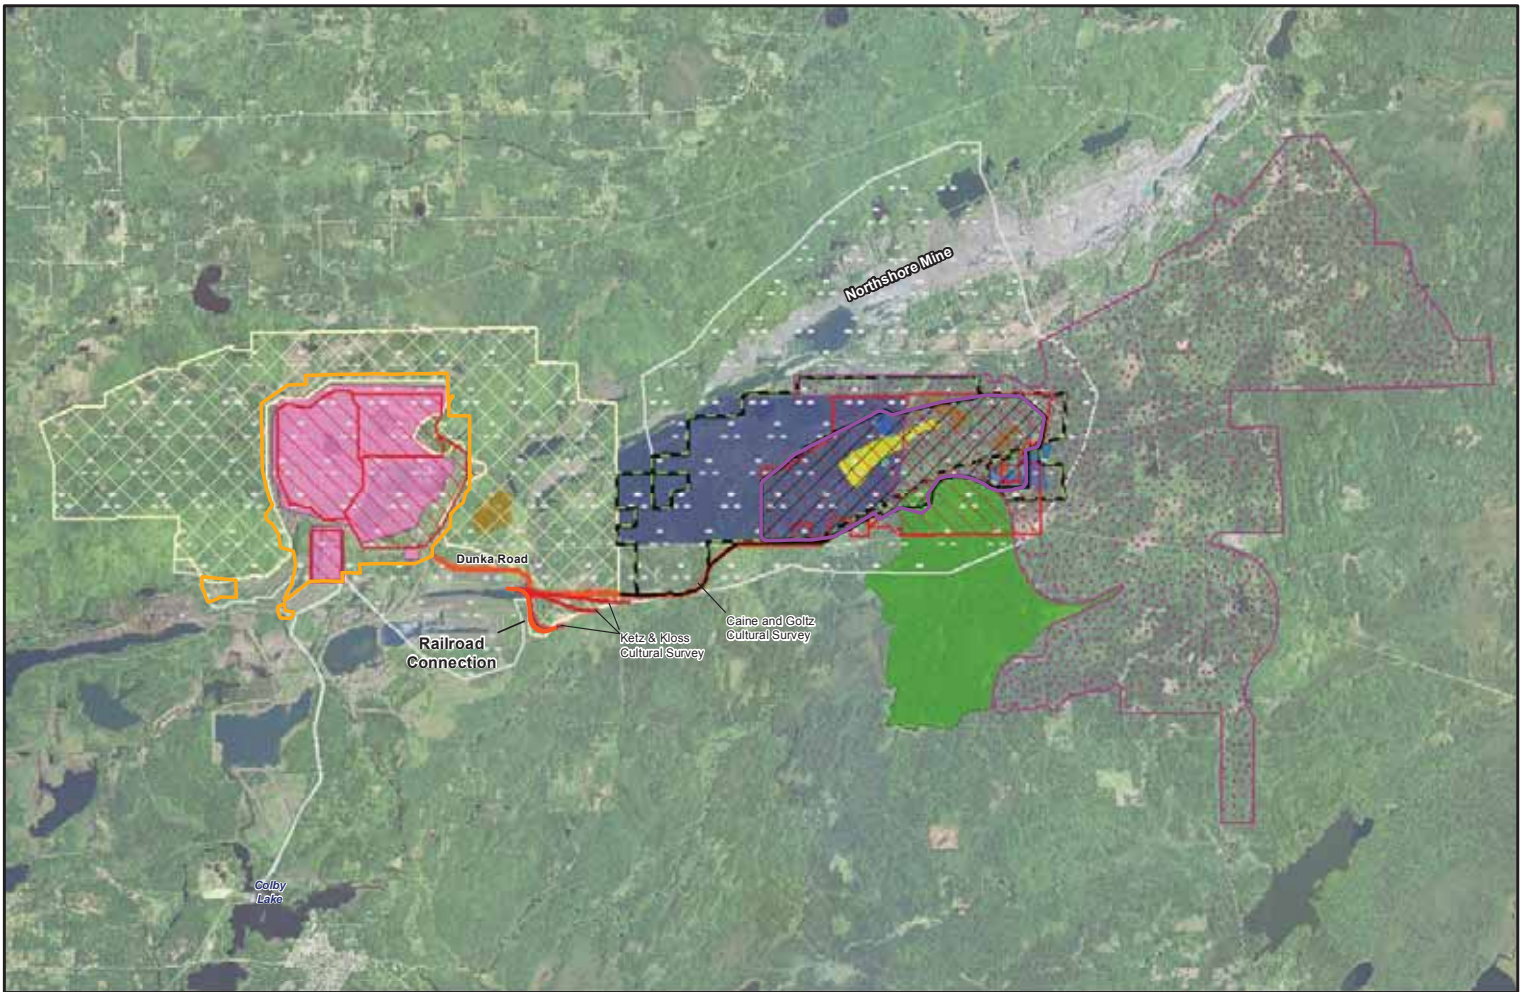 Northshore Mine
Dunka Road
Railroad
Connection
Ketz & Kloss
Cultural Survey
Caine and Goltz
Cultural Survey
Colby
Lake